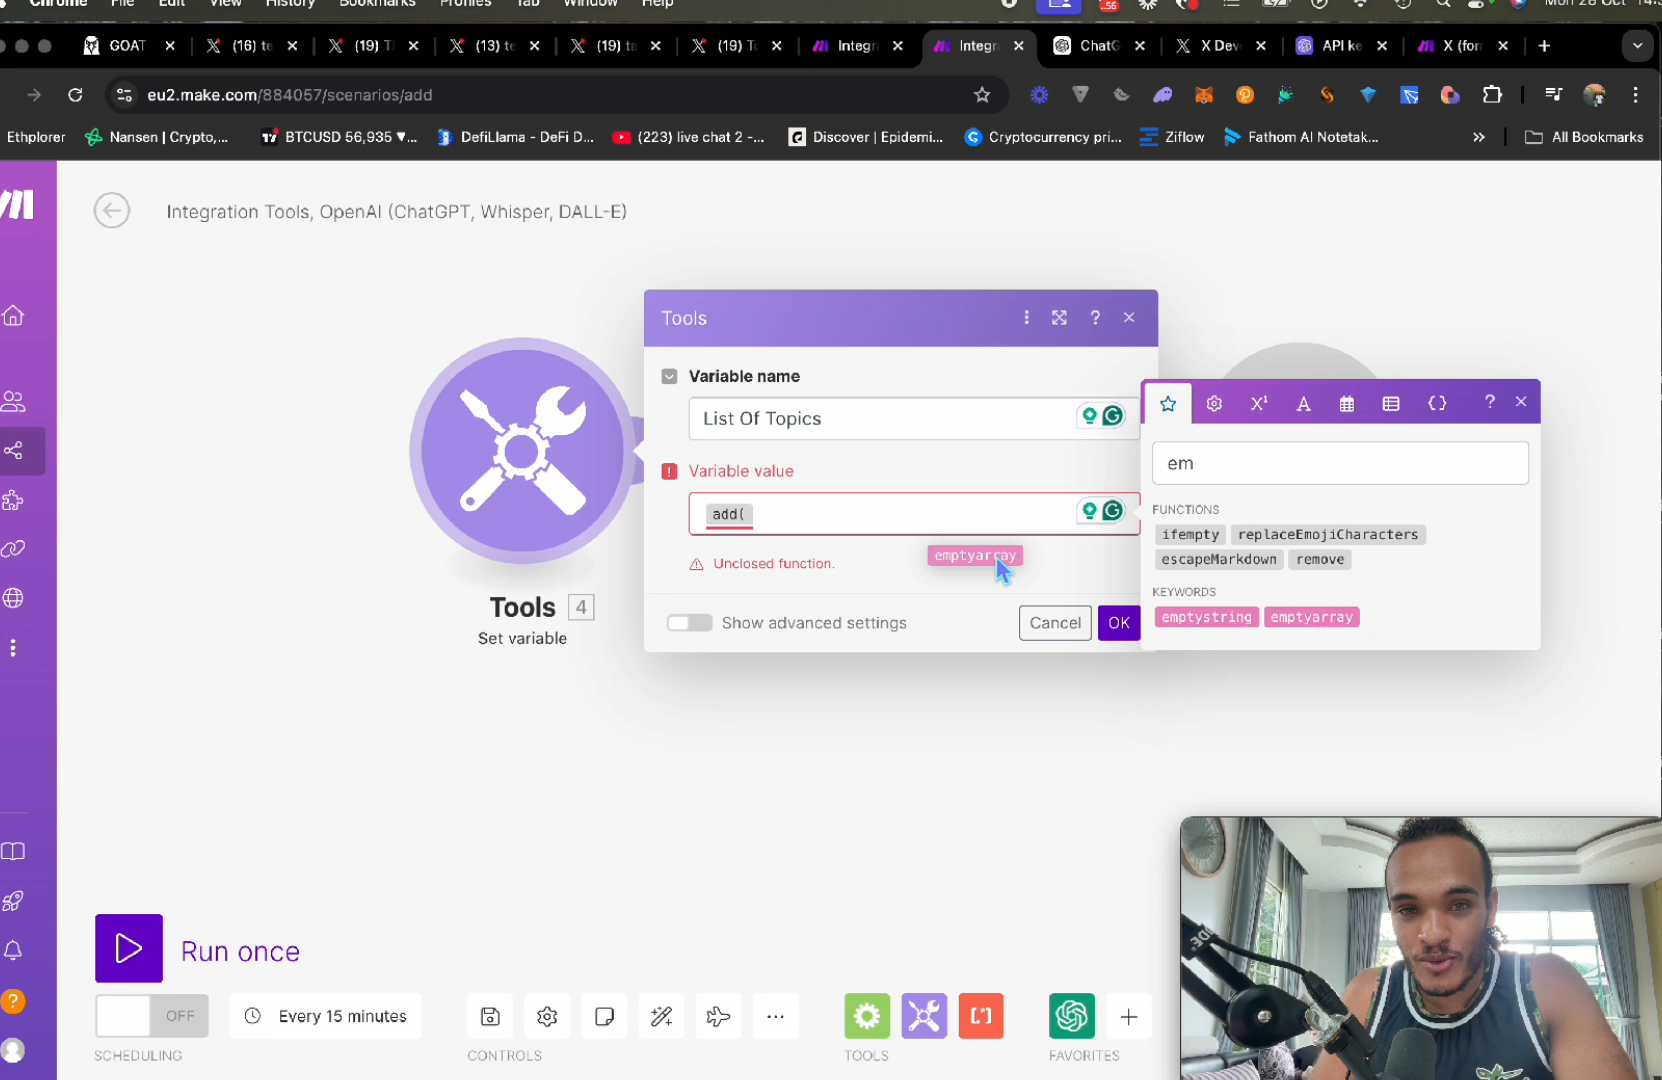 Chrome File Edit View History Bookmarks Profiles Tab Window Help
GOAT
(16) te
(19) T
(13) te
(19) ta
(19) To
Integr
Integr
ChatG
X Dev
API ke
X (for
eu2.make.com/884057/scenarios/add
Ethplorer
Nansen | Crypto,...
BTCUSD 56,935 ▼...
DefiLlama - DeFi D...
(223) live chat 2 -...
Discover | Epidemi...
Cryptocurrency pri...
Ziflow
Fathom AI Notetak...
»
All Bookmarks
Integration Tools, OpenAI (ChatGPT, Whisper, DALL-E)
Tools
Variable name
List Of Topics
Variable value
add(
emptyarray
Unclosed function.
Show advanced settings
Cancel
OK
em
FUNCTIONS
ifempty replaceEmojiCharacters
escapeMarkdown remove
KEYWORDS
emptystring emptyarray
Tools 4
Set variable
Run once
OFF
Every 15 minutes
SCHEDULING
CONTROLS
TOOLS
FAVORITES